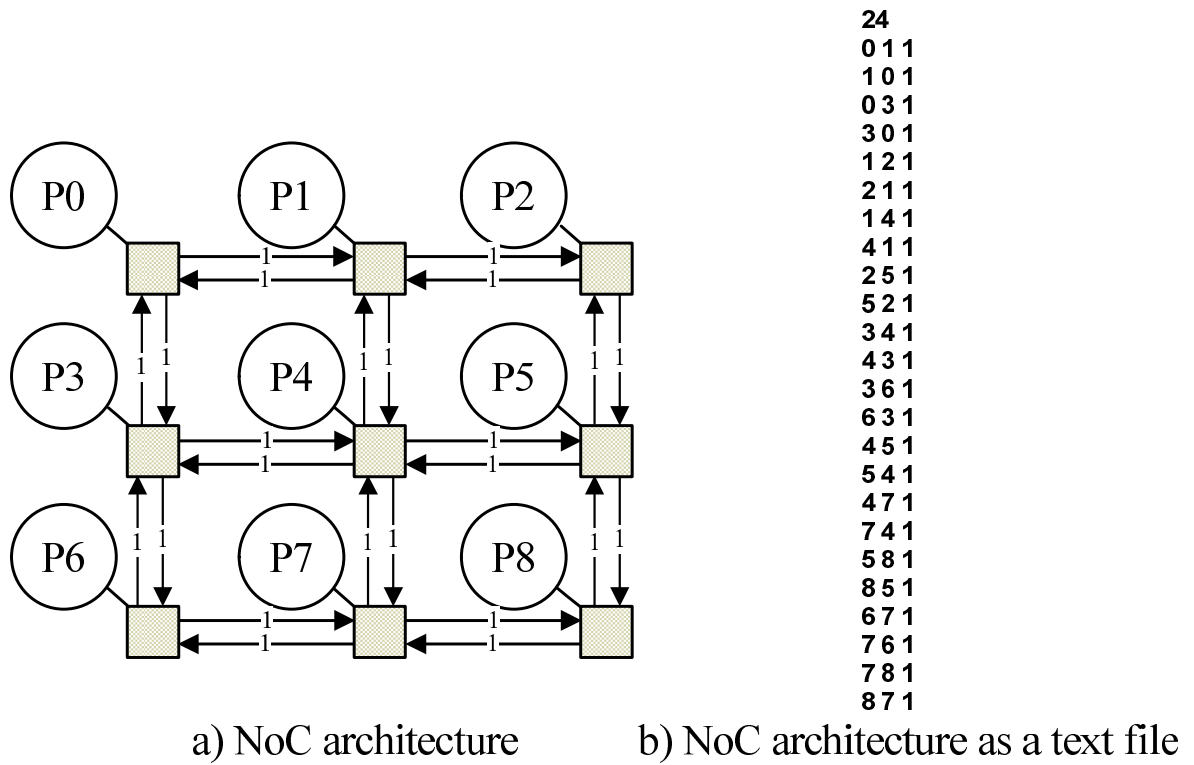 P0 P1 P2
1 1
1 1
1 1 1 1 1 1
P3 P4 P5
1 1
1 1
1 1 1 1 1 1
P6 P7 P8
1 1
1 1
a) NoC architecture
24
0 1 1
1 0 1
0 3 1
3 0 1
1 2 1
2 1 1
1 4 1
4 1 1
2 5 1
5 2 1
3 4 1
4 3 1
3 6 1
6 3 1
4 5 1
5 4 1
4 7 1
7 4 1
5 8 1
8 5 1
6 7 1
7 6 1
7 8 1
8 7 1
b) NoC architecture as a text file